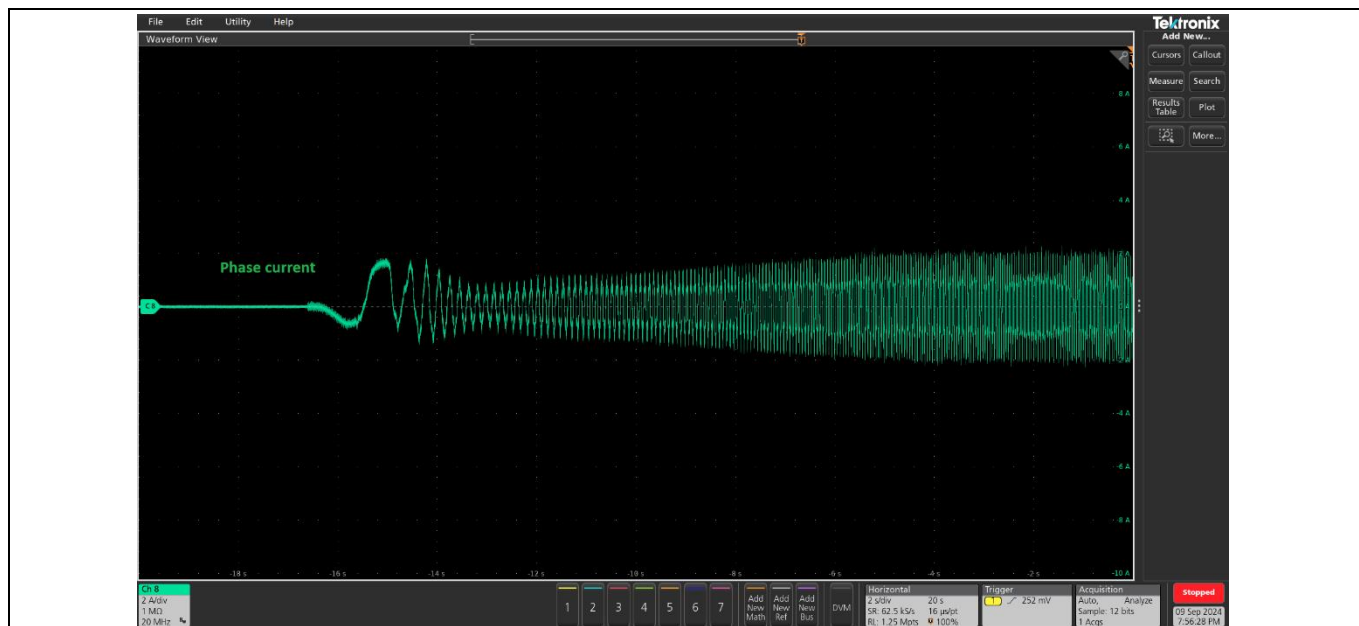 File Edit Utility Help
Tektronix
Waveform View
Add New...
Cursors Callout
Measure Search
Results Table Plot
More...
8 A
6 A
4 A
2 A
Phase current
C 8
0 A
-2 A
-4 A
-6 A
-8 A
-10 A
-18 s -16 s -14 s -12 s -10 s -8 s -6 s -4 s -2 s
Ch 8
2 A/div
1 MΩ
20 MHz
1 2 3 4 5 6 7
Add New Math
Add New Ref
Add New Bus
DVM
Horizontal
2 s/div 20 s
SR: 62.5 kS/s 16 µs/pt
RL: 1.25 Mpts 100%
Trigger
1 252 mV
Acquisition
Auto, Analyze
Sample: 12 bits
1 Acqs
Stopped
09 Sep 2024
7:56:28 PM